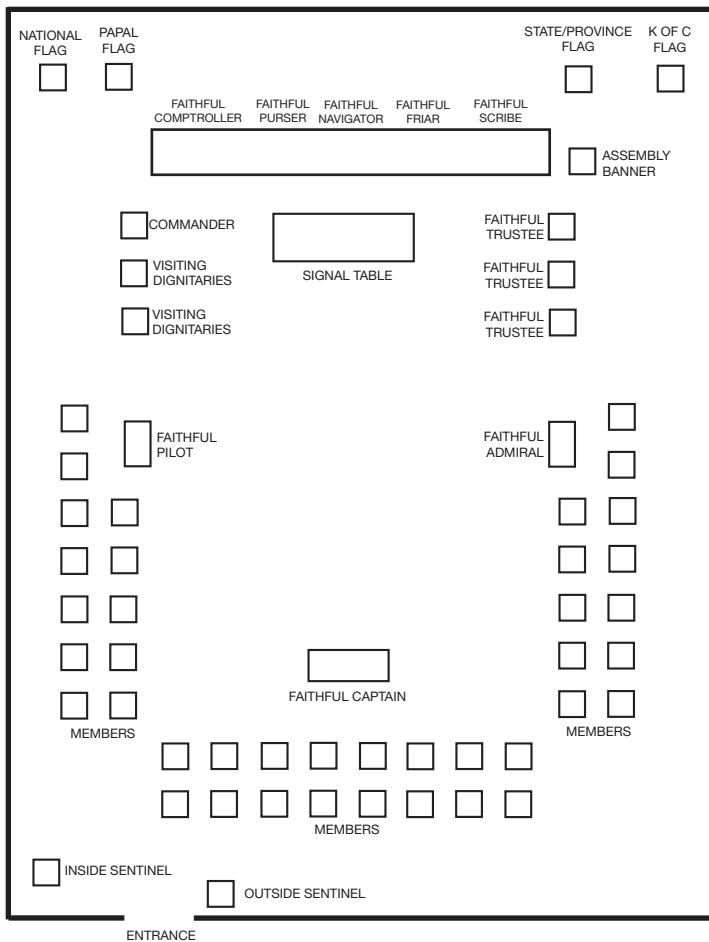 NATIONAL
FLAG
PAPAL
FLAG
STATE/PROVINCE
FLAG
K OF C
FLAG
FAITHFUL
COMPTROLLER
FAITHFUL
PURSER
FAITHFUL
NAVIGATOR
FAITHFUL
FRIAR
FAITHFUL
SCRIBE
ASSEMBLY
BANNER
COMMANDER
VISITING
DIGNITARIES
VISITING
DIGNITARIES
SIGNAL TABLE
FAITHFUL
TRUSTEE
FAITHFUL
TRUSTEE
FAITHFUL
TRUSTEE
FAITHFUL
PILOT
FAITHFUL
ADMIRAL
FAITHFUL CAPTAIN
MEMBERS
MEMBERS
MEMBERS
INSIDE SENTINEL
OUTSIDE SENTINEL
ENTRANCE